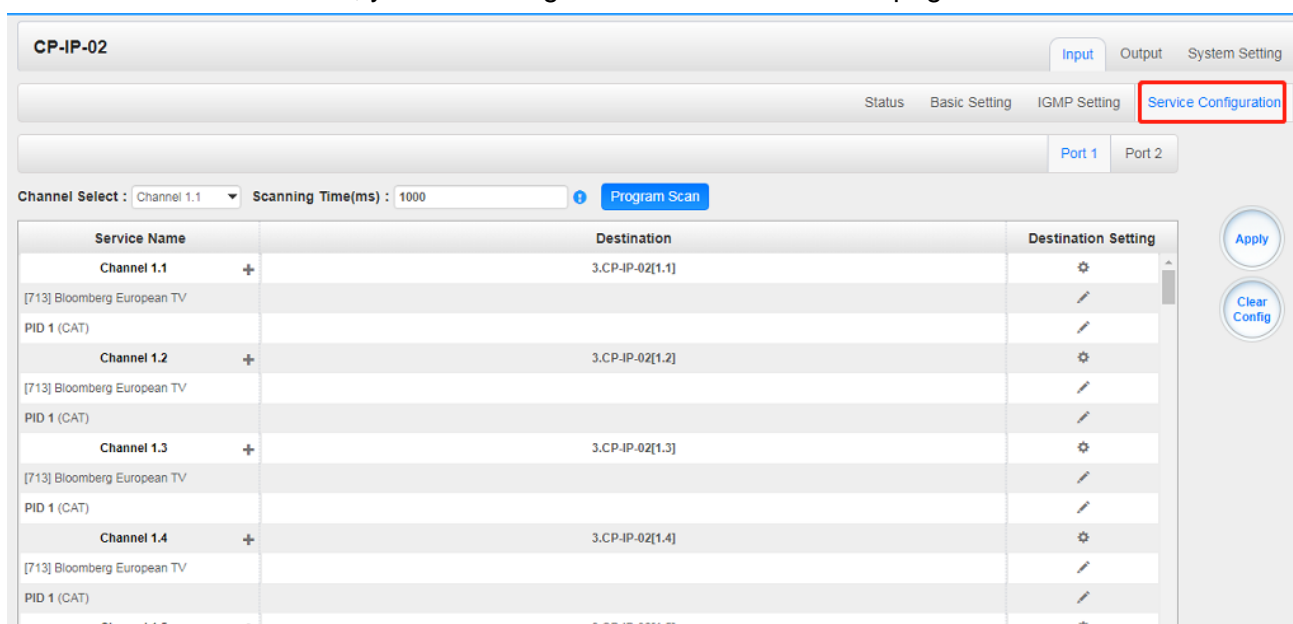 CP-IP-02
Input Output System Setting
Status Basic Setting IGMP Setting Service Configuration
Port 1 Port 2
Channel Select : Channel 1.1 Scanning Time(ms) : 1000 Program Scan
Service Name Destination Destination Setting
Apply
Channel 1.1 + 3.CP-IP-02[1.1]
[713] Bloomberg European TV
Clear
Config
PID 1 (CAT)
Channel 1.2 + 3.CP-IP-02[1.2]
[713] Bloomberg European TV
PID 1 (CAT)
Channel 1.3 + 3.CP-IP-02[1.3]
[713] Bloomberg European TV
PID 1 (CAT)
Channel 1.4 + 3.CP-IP-02[1.4]
[713] Bloomberg European TV
PID 1 (CAT)